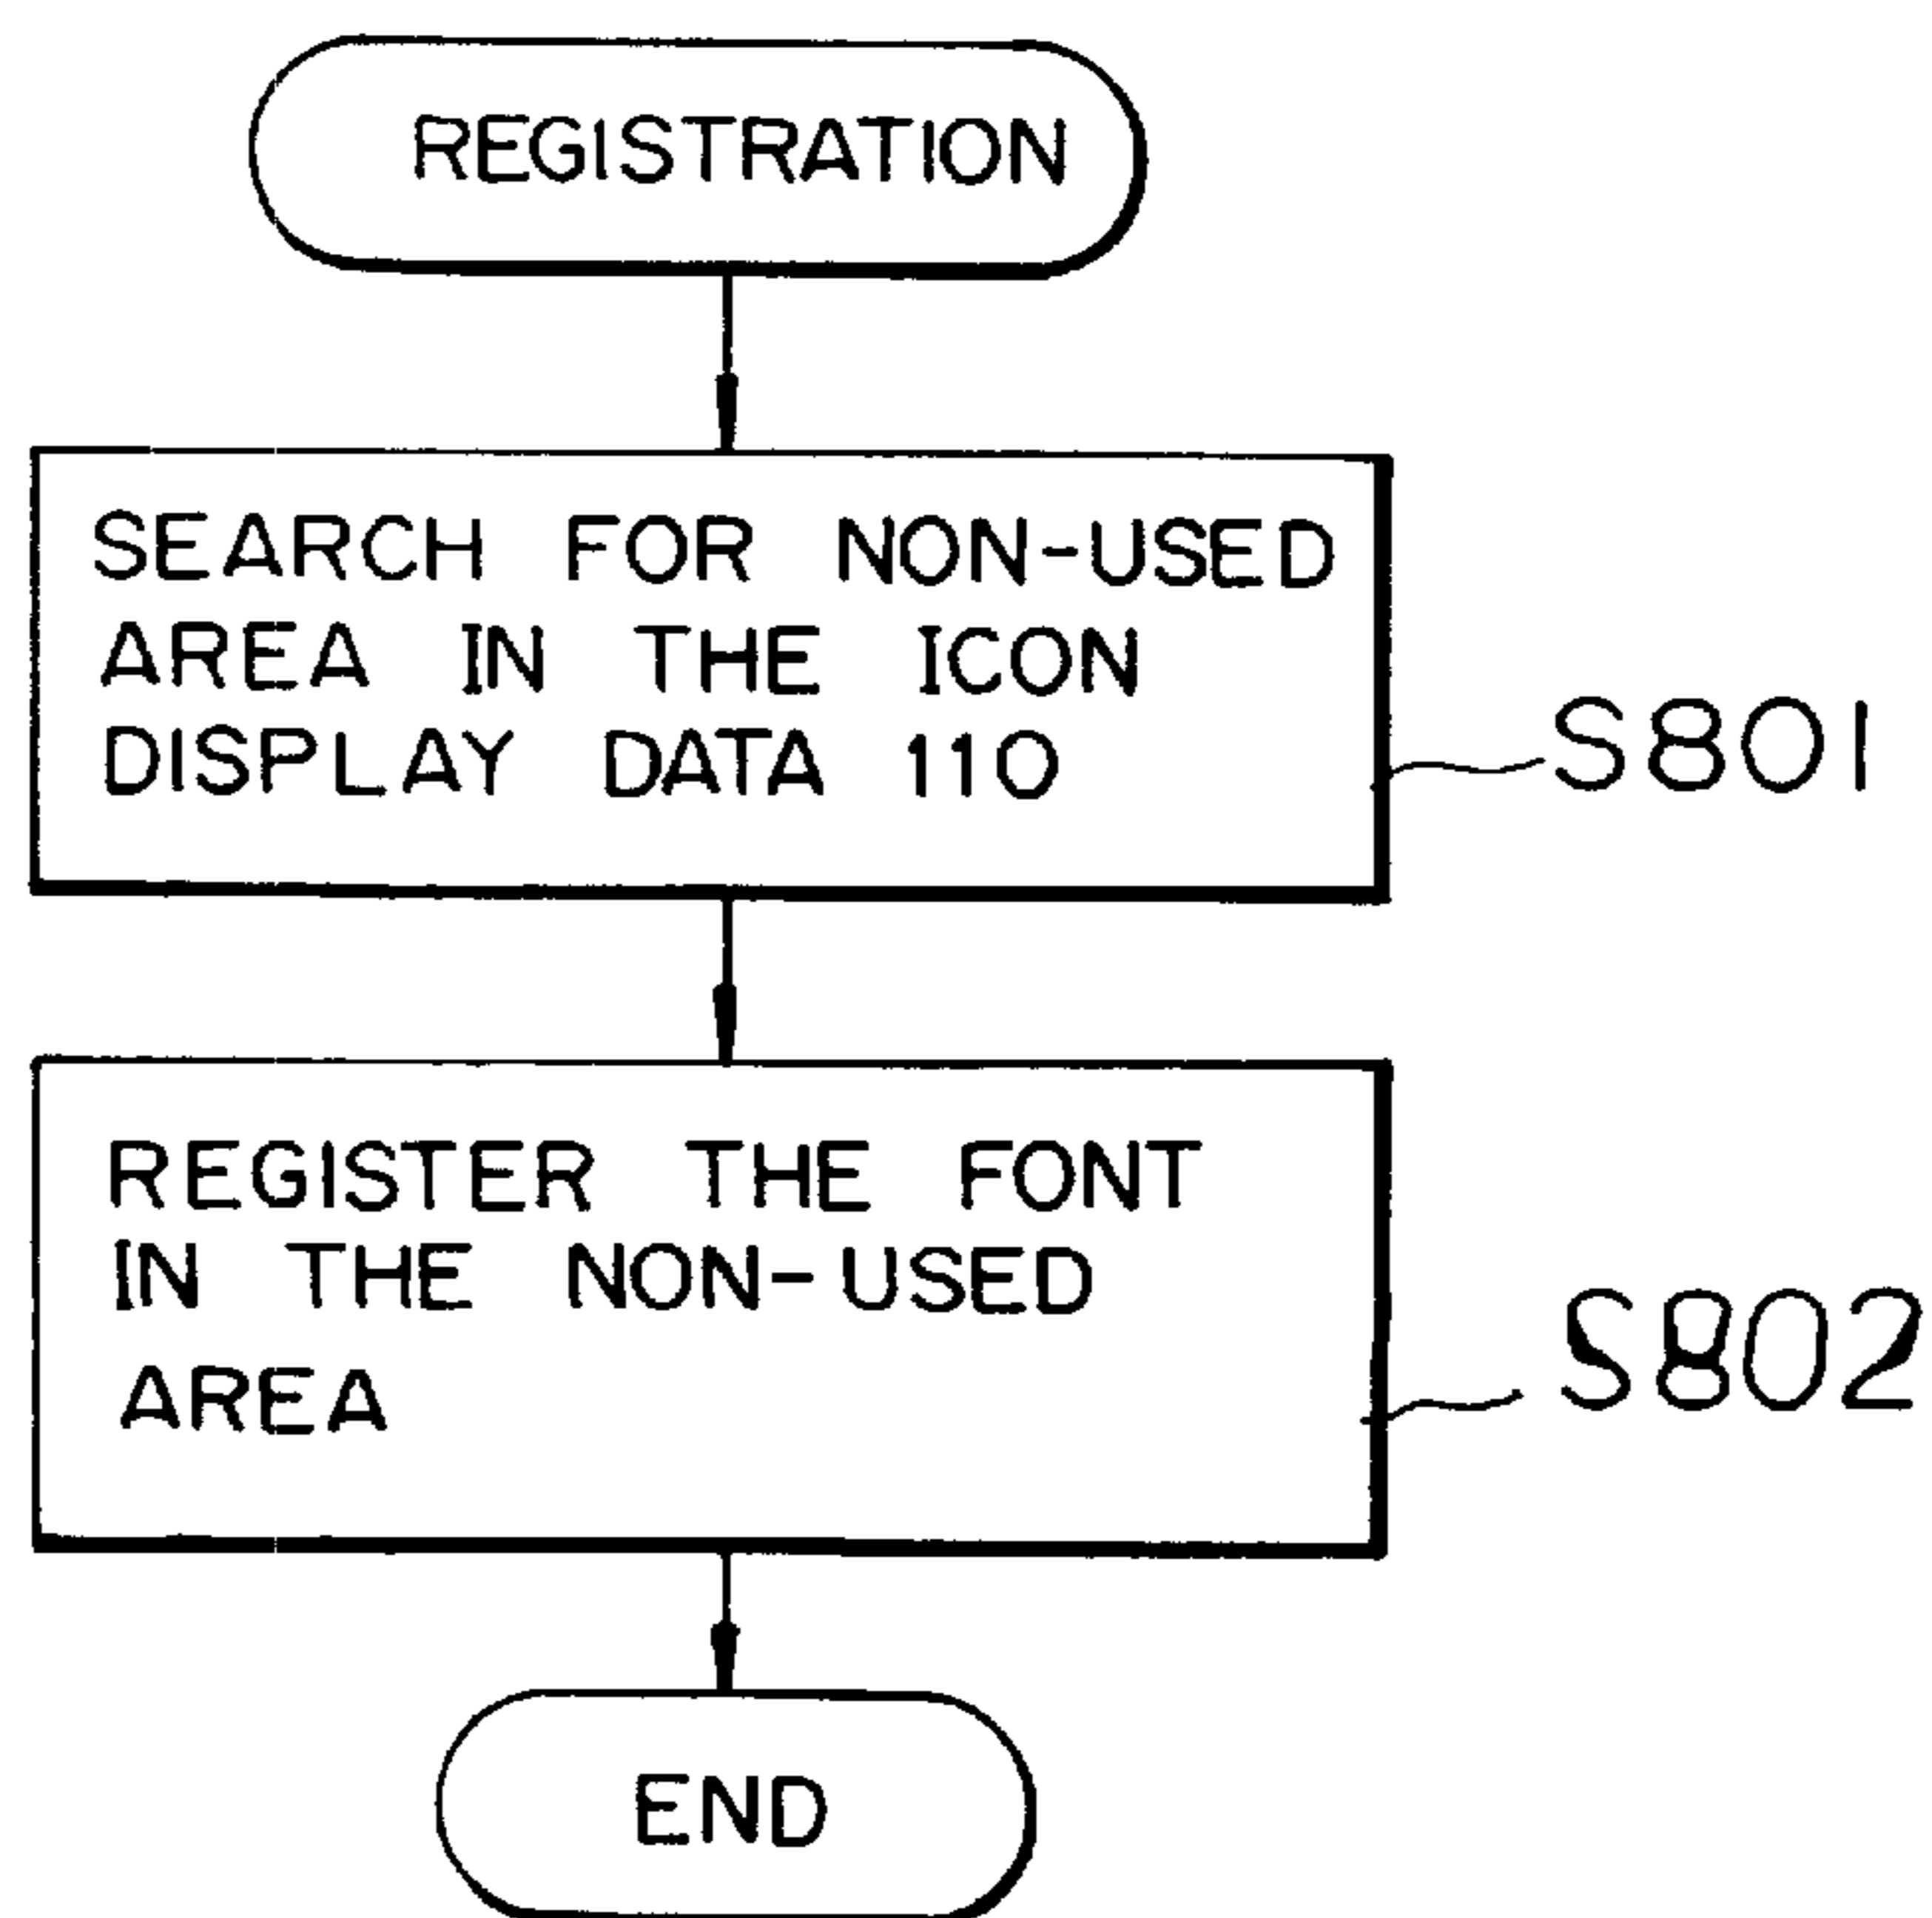 REGISTRATION
SEARCH FOR NON-USED
AREA IN THE ICON
DISPLAY DATA 110
S801
REGISTER THE FONT
IN THE NON-USED
AREA
S802
END